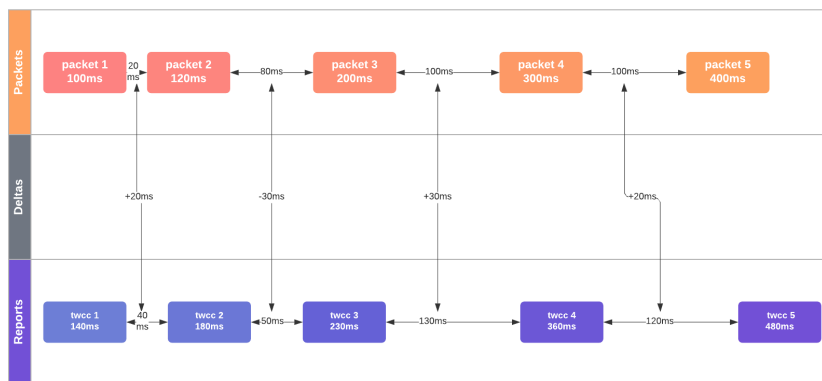 Packets
packet 1
100ms
20
ms
packet 2
120ms
80ms
packet 3
200ms
100ms
packet 4
300ms
100ms
packet 5
400ms
Deltas
+20ms
-30ms
+30ms
+20ms
Reports
twcc 1
140ms
40
ms
twcc 2
180ms
50ms
twcc 3
230ms
130ms
twcc 4
360ms
120ms
twcc 5
480ms